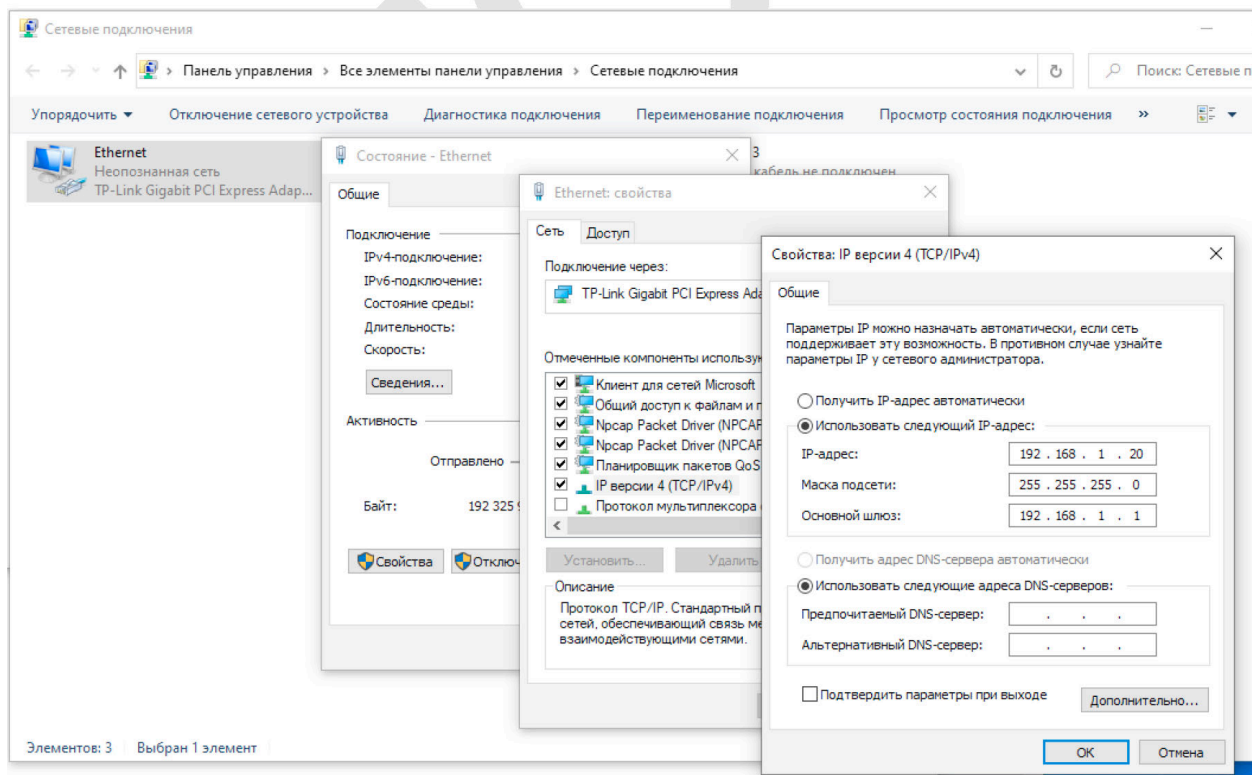 Сетевые подключения
Панель управления > Все элементы панели управления > Сетевые подключения
Поиск: Сетевые п
Упорядочить Отключение сетевого устройства Диагностика подключения Переименование подключения Просмотр состояния подключения »
Ethernet
Неопознанная сеть
TP-Link Gigabit PCI Express Adap...
3
кабель не подключен
Состояние - Ethernet
Общие
Подключение
IPv4-подключение:
IPv6-подключение:
Состояние среды:
Длительность:
Скорость:
Сведения...
Активность
Отправлено
Байт: 192 325 9
Свойства Отключ
Ethernet: свойства
Сеть Доступ
Подключение через:
TP-Link Gigabit PCI Express Ada
Отмеченные компоненты использую
Клиент для сетей Microsoft
Общий доступ к файлам и п
Npcap Packet Driver (NPCAP
Npcap Packet Driver (NPCAP
Планировщик пакетов QoS
IP версии 4 (TCP/IPv4)
Протокол мультиплексора
Установить... Удалить
Описание
Протокол TCP/IP. Стандартный п
сетей, обеспечивающий связь ме
взаимодействующими сетями.
Свойства: IP версии 4 (TCP/IPv4)
Общие
Параметры IP можно назначать автоматически, если сеть
поддерживает эту возможность. В противном случае узнайте
параметры IP у сетевого администратора.
Получить IP-адрес автоматически
Использовать следующий IP-адрес:
IP-адрес: 192 . 168 . 1 . 20
Маска подсети: 255 . 255 . 255 . 0
Основной шлюз: 192 . 168 . 1 . 1
Получить адрес DNS-сервера автоматически
Использовать следующие адреса DNS-серверов:
Предпочитаемый DNS-сервер: . . .
Альтернативный DNS-сервер: . . .
Подтвердить параметры при выходе
Дополнительно...
OK Отмена
Элементов: 3 Выбран 1 элемент